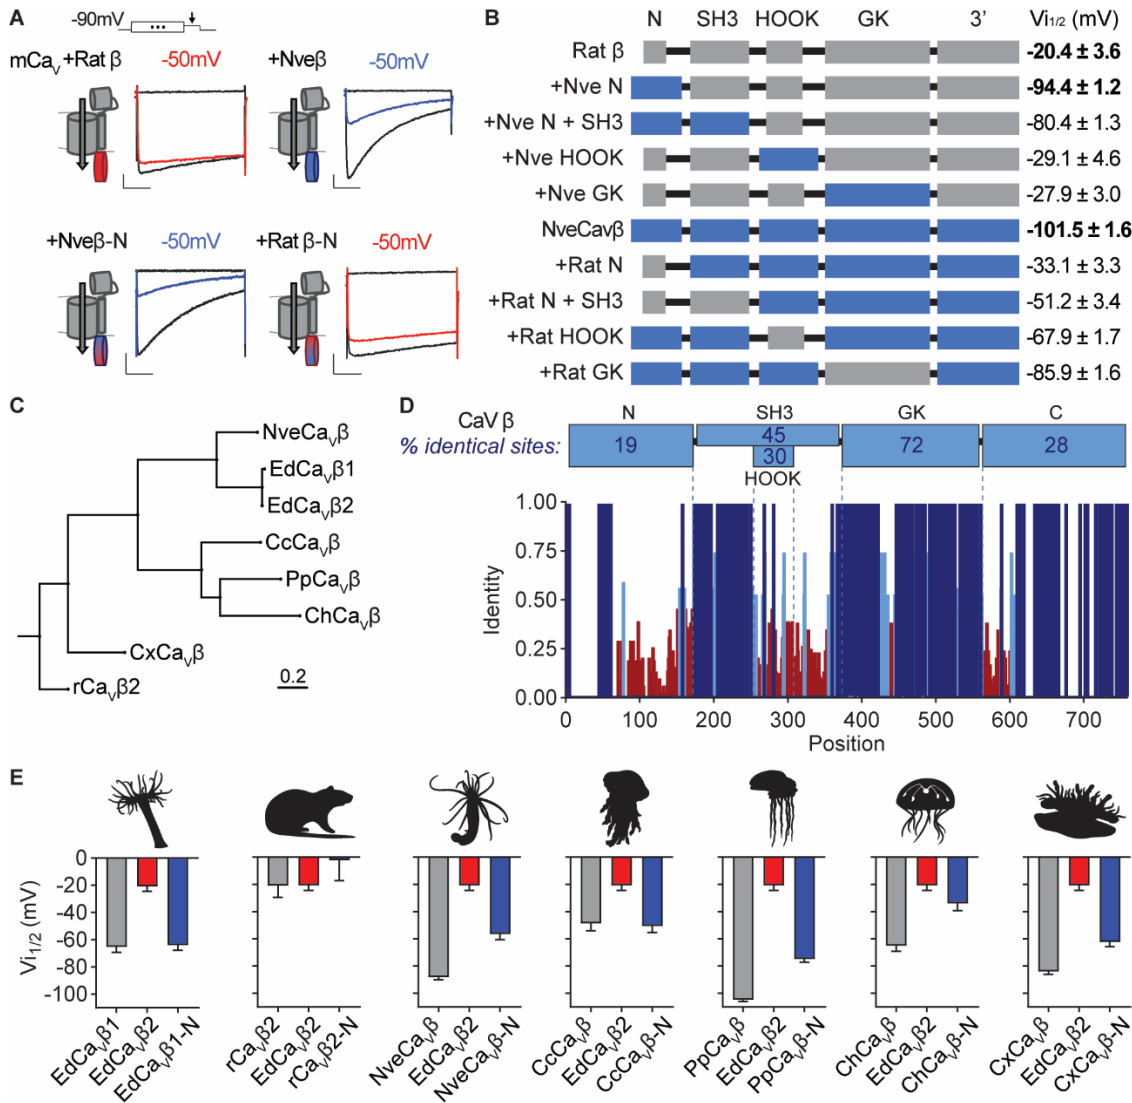 A
-90mV
mCaV +Rat β -50mV +Nveβ -50mV
+Nveβ-N -50mV +Rat β-N -50mV
B
N SH3 HOOK GK 3’ Vi1/2 (mV)
Rat β -20.4 ± 3.6
+Nve N -94.4 ± 1.2
+Nve N + SH3 -80.4 ± 1.3
+Nve HOOK -29.1 ± 4.6
+Nve GK -27.9 ± 3.0
NveCavβ -101.5 ± 1.6
+Rat N -33.1 ± 3.3
+Rat N + SH3 -51.2 ± 3.4
+Rat HOOK -67.9 ± 1.7
+Rat GK -85.9 ± 1.6
C
NveCaVβ
EdCaVβ1
EdCaVβ2
CcCaVβ
PpCaVβ
ChCaVβ
CxCaVβ
rCaVβ2
0.2
D
CaV β
% identical sites:
N SH3 GK C
19 45 72 28
30
HOOK
Identity
1.00
0.75
0.50
0.25
0.00
0 100 200 300 400 500 600 700
Position
E
Vi1/2 (mV)
0
-20
-40
-60
-80
-100
EdCaVβ1 EdCaVβ2 EdCaVβ1-N
rCaVβ2 EdCaVβ2 rCaVβ2-N
NveCaVβ EdCaVβ2 NveCaVβ-N
CcCaVβ EdCaVβ2 CcCaVβ-N
PpCaVβ EdCaVβ2 PpCaVβ-N
ChCaVβ EdCaVβ2 ChCaVβ-N
CxCaVβ EdCaVβ2 CxCaVβ-N